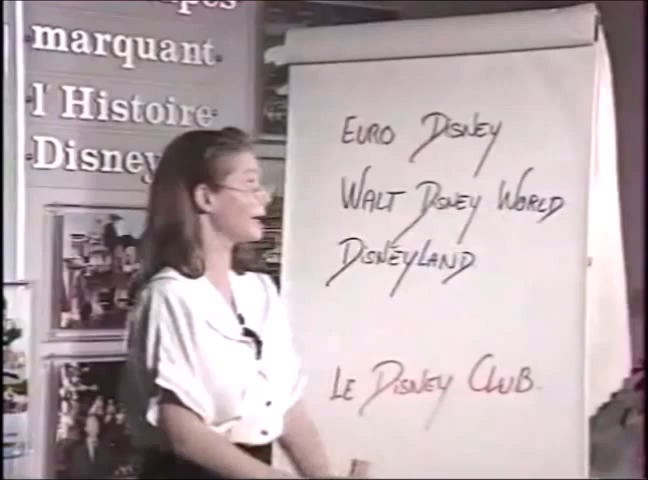 marquant
l'Histoire
Disney
EURO DISNEY
WALT DISNEY WORLD
DISNEYLAND
LE DISNEY CLUB.